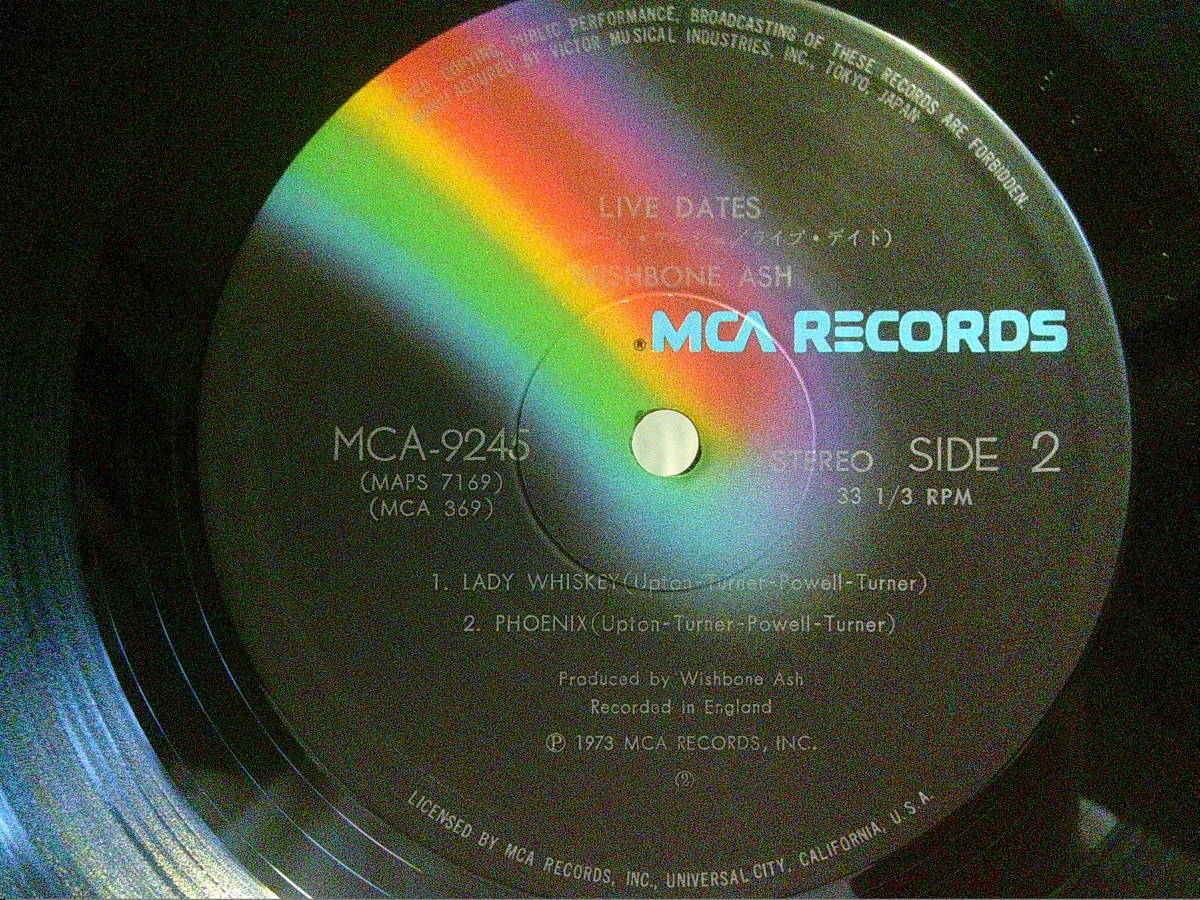 COPYING, PUBLIC PERFORMANCE, BROADCASTING OF THESE RECORDS ARE FORBIDDEN.
BY VICTOR MUSICAL INDUSTRIES, INC., TOKYO, JAPAN
LIVE DATES
ライブ・デイト)
WISHBONE ASH
® MCA RECORDS
MCA-9245
(MAPS 7169)
(MCA 369)
STEREO SIDE 2
33 1/3 RPM
1. LADY WHISKEY(Upton-Turner-Powell-Turner)
2. PHOENIX(Upton-Turner-Powell-Turner)
Produced by Wishbone Ash
Recorded in England
Ⓟ 1973 MCA RECORDS, INC.
(2)
LICENSED BY MCA RECORDS, INC., UNIVERSAL CITY, CALIFORNIA, U.S.A.